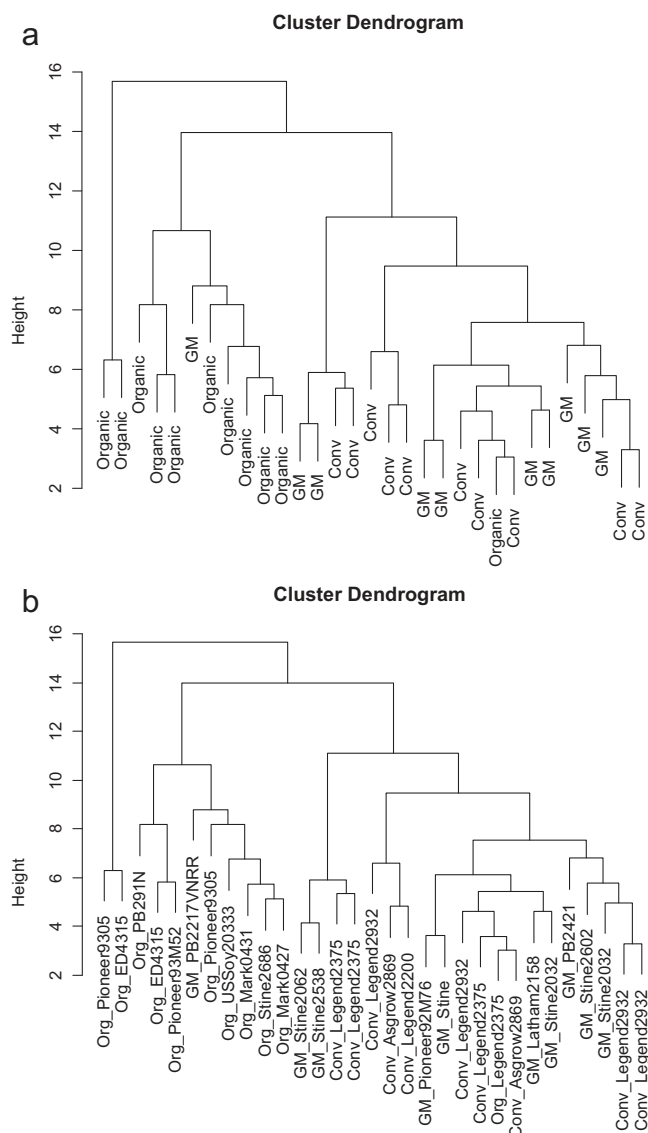 a
Cluster Dendrogram
Height
2
4
6
8
10
12
14
16
Organic
Organic
Organic
Organic
Organic
GM
Organic
Organic
Organic
Organic
Organic
GM
GM
Conv
Conv
Conv
Conv
Conv
GM
GM
Conv
Conv
Organic
Conv
GM
GM
GM
GM
GM
Conv
Conv
b
Cluster Dendrogram
Height
2
4
6
8
10
12
14
16
Org_Pioneer9305
Org_ED4315
Org_PB291N
Org_ED4315
Org_Pioneer93M52
GM_PB2217VNRR
Org_Pioneer9305
Org_USSoy20333
Org_Mark0431
Org_Stine2686
Org_Mark0427
GM_Stine2062
GM_Stine2538
Conv_Legend2375
Conv_Legend2375
Conv_Legend2932
Conv_Asgrow2869
Conv_Legend2200
GM_Pioneer92M76
GM_Stine
Conv_Legend2932
Conv_Legend2375
Org_Legend2375
Conv_Asgrow2869
GM_Latham2158
GM_Stine2032
GM_PB2421
GM_Stine2602
GM_Stine2032
Conv_Legend2932
Conv_Legend2932